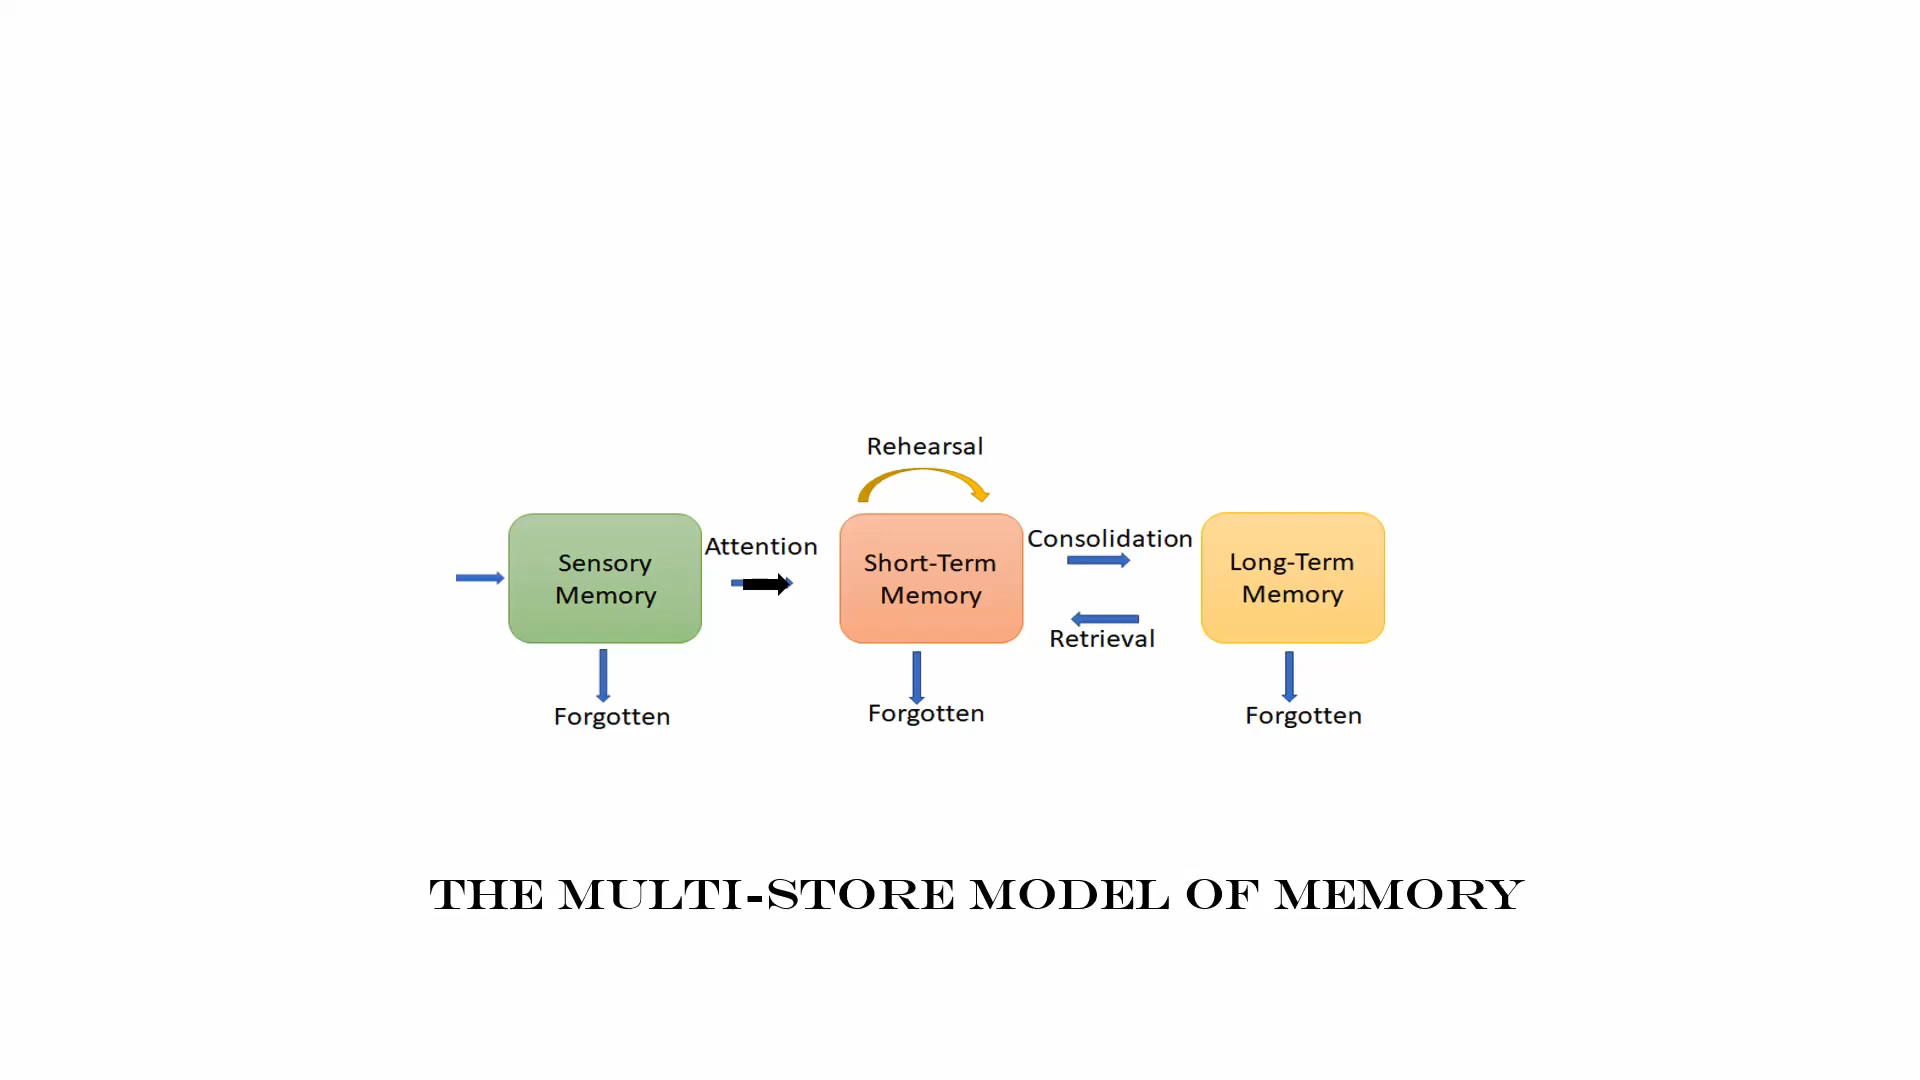 Rehearsal
Attention
Consolidation
Sensory
Memory
Short-Term
Memory
Long-Term
Memory
Retrieval
Forgotten
Forgotten
Forgotten
THE MULTI-STORE MODEL OF MEMORY